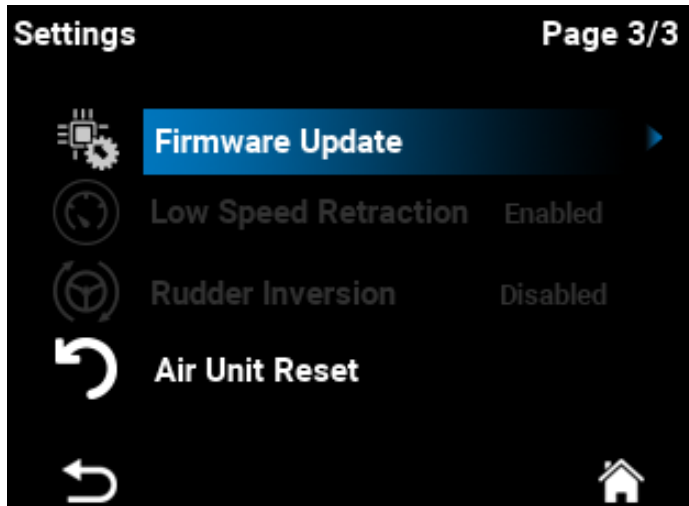 Settings Page 3/3
Firmware Update
Low Speed Retraction Enabled
Rudder Inversion Disabled
Air Unit Reset